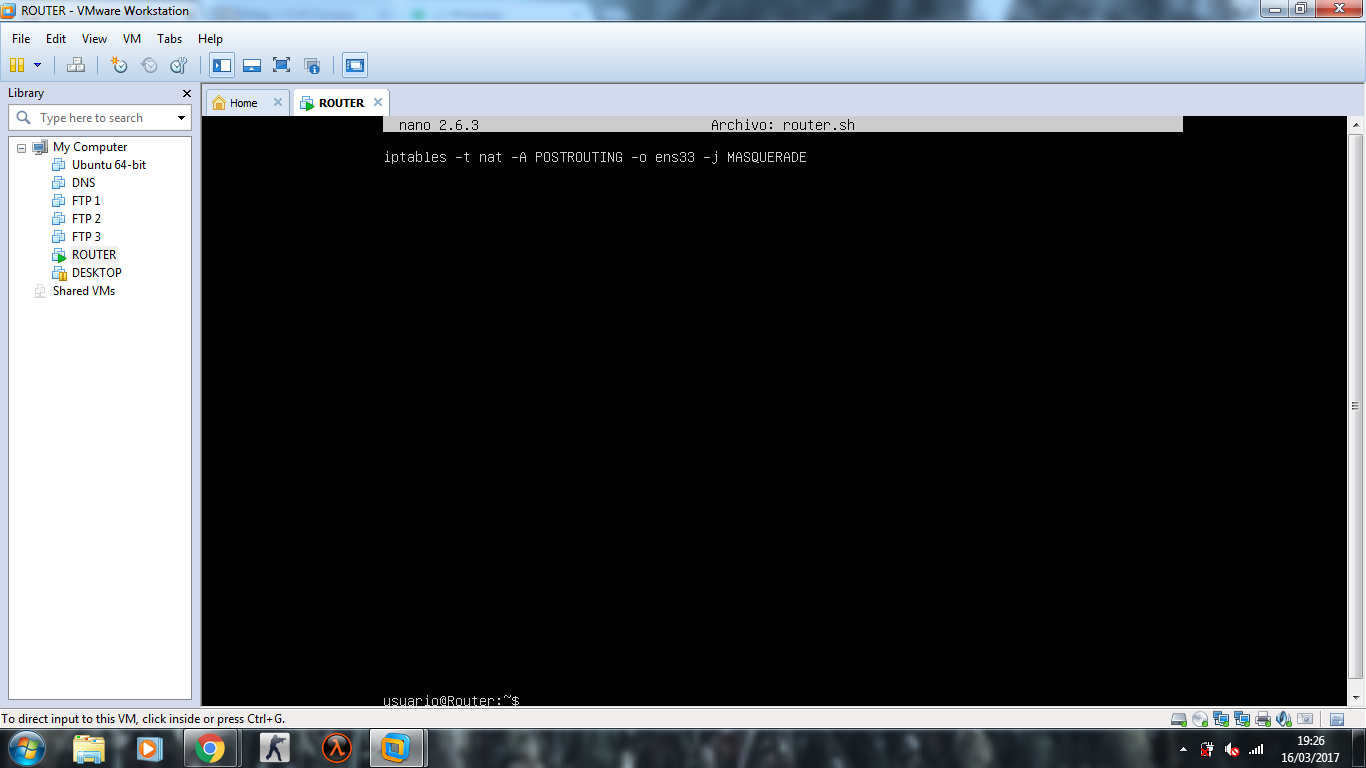 ROUTER - VMware Workstation
File Edit View VM Tabs Help
Library
Type here to search
My Computer
Ubuntu 64-bit
DNS
FTP 1
FTP 2
FTP 3
ROUTER
DESKTOP
Shared VMs
Home
ROUTER
nano 2.6.3 Archivo: router.sh
iptables -t nat -A POSTROUTING -o ens33 -j MASQUERADE
usuario@Router:~$
To direct input to this VM, click inside or press Ctrl+G.
19:26
16/03/2017